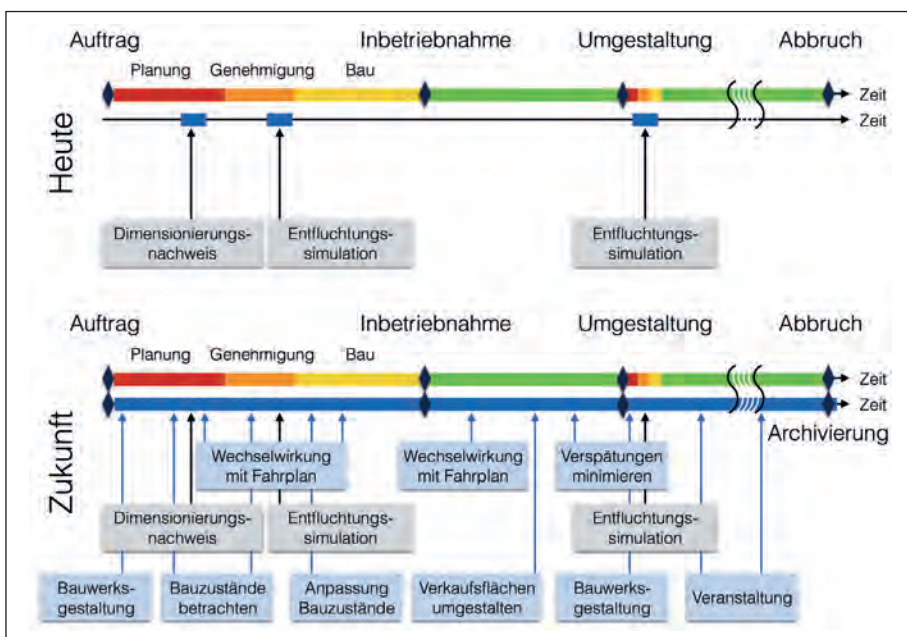 Auftrag Inbetriebnahme Umgestaltung Abbruch
Planung Genehmigung Bau
Zeit
Zeit
Heute
Dimensionierungs-
nachweis
Entfluchtungs-
simulation
Entfluchtungs-
simulation
Auftrag Inbetriebnahme Umgestaltung Abbruch
Planung Genehmigung Bau
Zeit
Zeit
Archivierung
Zukunft
Wechselwirkung
mit Fahrplan
Wechselwirkung
mit Fahrplan
Verspätungen
minimieren
Dimensionierungs-
nachweis
Entfluchtungs-
simulation
Entfluchtungs-
simulation
Bauwerks-
gestaltung
Bauzustände
betrachten
Anpassung
Bauzustände
Verkaufsflächen
umgestalten
Bauwerks-
gestaltung
Veranstaltung